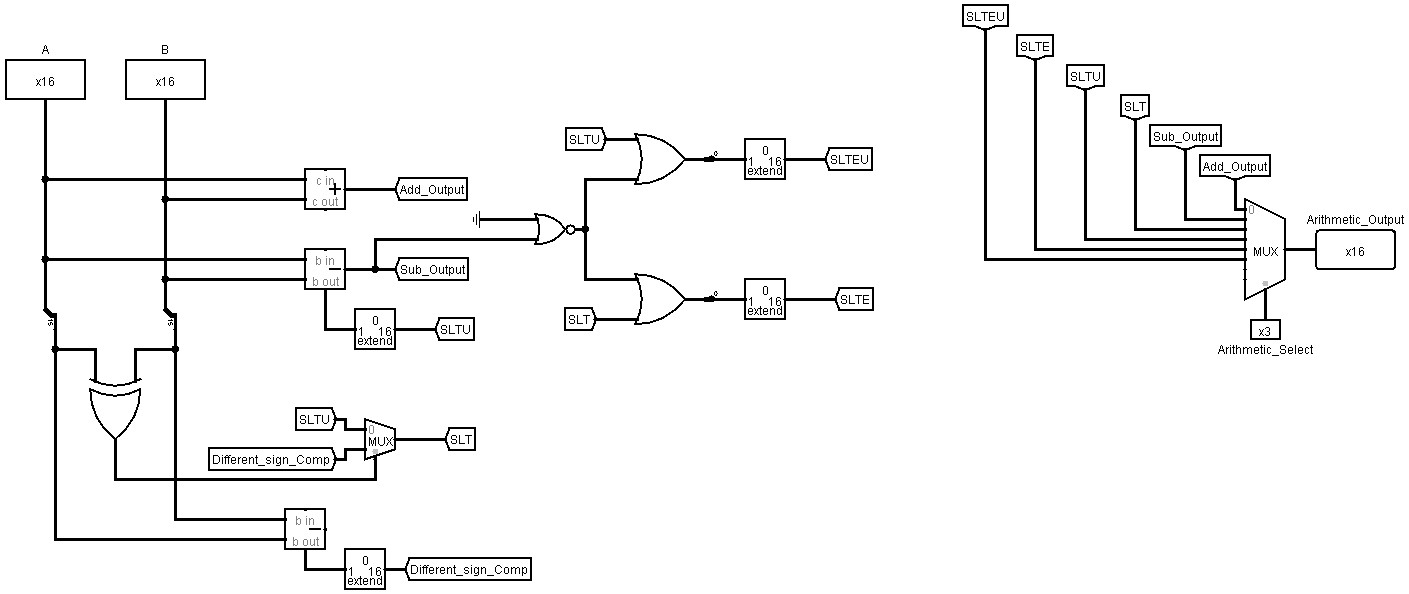 SLTEU
SLTE
A
B
x16
x16
SLTU
SLT
Sub_Output
Add_Output
SLTU
0
1 16
extend
SLTEU
c in
+
c out
Add_Output
0
MUX
Arithmetic_Output
x16
b in
b out
Sub_Output
SLT
0
1 16
extend
SLTE
0
1 16
extend
SLTU
x3
Arithmetic_Select
SLTU
0
MUX
SLT
Different_sign_Comp
b in
b out
0
1 16
extend
Different_sign_Comp